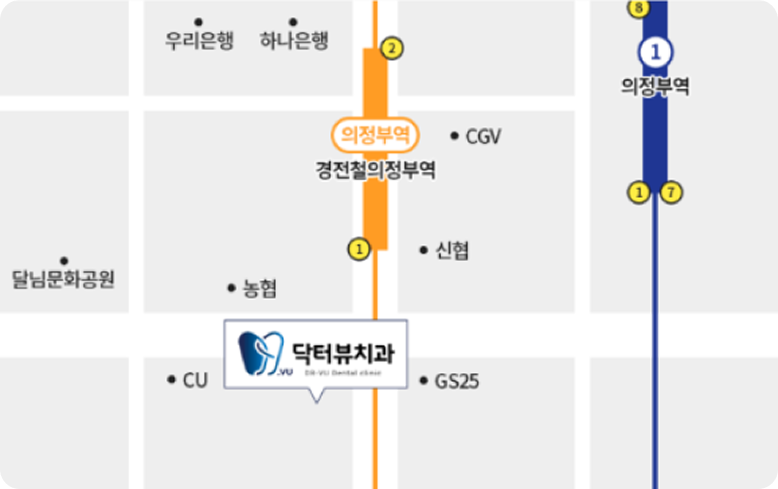 8
우리은행
하나은행
2
1
의정부역
의정부역
CGV
경전철의정부역
1
7
1
신협
달님문화공원
농협
닥터뷰치과
.VU
DR.VU Dental clinic
CU
GS25